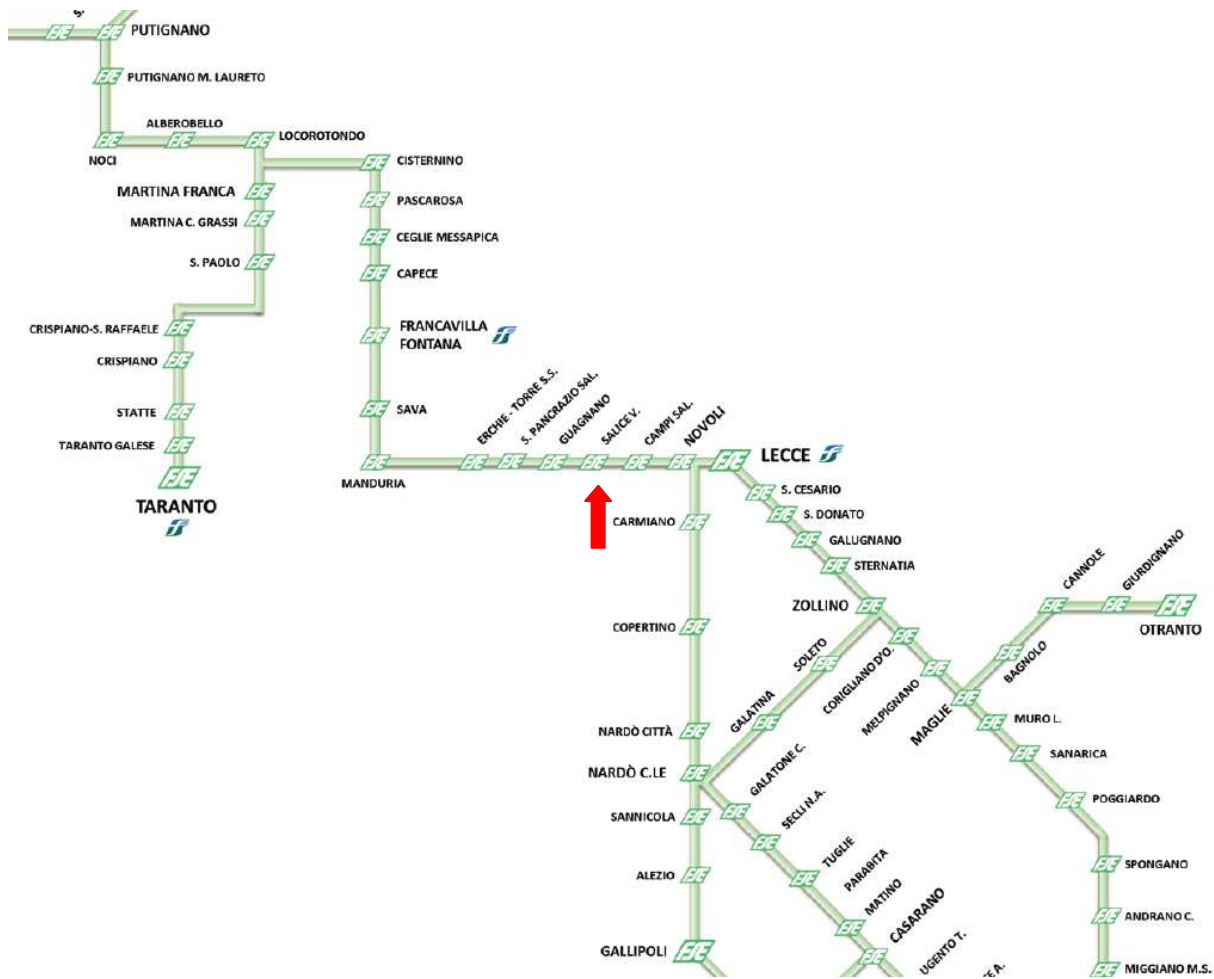 S.
PUTIGNANO
PUTIGNANO M. LAURETO
ALBEROBELLO
LOCOROTONDO
NOCI
CISTERNINO
MARTINA FRANCA
PASCAROSA
MARTINA C. GRASSI
CEGLIE MESSAPICA
S. PAOLO
CAPECE
CRISPIANO-S. RAFFAELE
FRANCAVILLA
FONTANA
CRISPIANO
STATTE
SAVA
TARANTO GALESE
TARANTO
MANDURIA
ERCHIE - TORRE S.S.
S. PANCRAZIO SAL.
GUAGNANO
SALICE V.
CAMPI SAL.
NOVOLI
LECCE
S. CESARIO
S. DONATO
CARMIANO
GALUGNANO
STERNATIA
ZOLLINO
CANNOLE
GIURDIGNANO
OTRANTO
COPERTINO
SOLETO
CORIGLIANO D'O.
BAGNOLO
MELPIGNANO
MAGLIE
GALATINA
MURO L.
NARDÒ CITTÀ
SANARICA
NARDÒ C.LE
GALATONE C.
POGGIARDO
SANNICOLA
SECLI N.A.
TUGLIE
PARABITA
SPONGANO
ALEZIO
MATINO
CASARANO
ANDRANO C.
GALLIPOLI
UGENTO T.
MIGGIANO M.S.